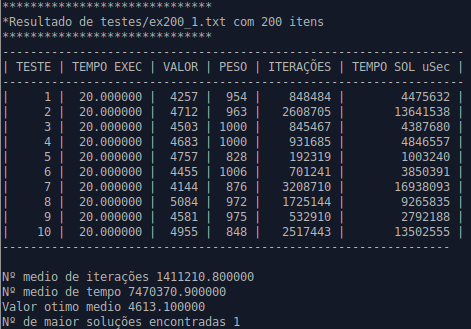 ******************************
*Resultado de testes/ex200_1.txt com 200 itens
******************************
-----------------------------------------------------------------
| TESTE | TEMPO EXEC | VALOR | PESO | ITERAÇÕES | TEMPO SOL uSec |
-----------------------------------------------------------------
| 1 | 20.000000 | 4257 | 954 | 848484 | 4475632 |
| 2 | 20.000000 | 4712 | 963 | 2608705 | 13641538 |
| 3 | 20.000000 | 4503 | 1000 | 845467 | 4387680 |
| 4 | 20.000000 | 4683 | 1000 | 931685 | 4846557 |
| 5 | 20.000000 | 4757 | 828 | 192319 | 1003240 |
| 6 | 20.000000 | 4455 | 1006 | 701241 | 3850391 |
| 7 | 20.000000 | 4144 | 876 | 3208710 | 16938093 |
| 8 | 20.000000 | 5084 | 972 | 1725144 | 9265835 |
| 9 | 20.000000 | 4581 | 975 | 532910 | 2792188 |
| 10 | 20.000000 | 4955 | 848 | 2517443 | 13502555 |
---------------------------------------------------------------
Nº medio de iterações 1411210.800000
Nº medio de tempo 7470370.900000
Valor otimo medio 4613.100000
Nº de maior soluções encontradas 1